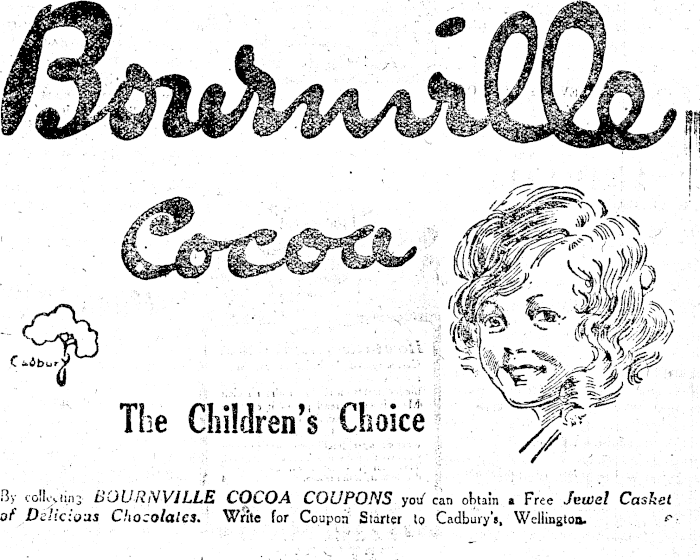 Bournville
Cocoa
Cadbury
The Children's Choice
By collecting BOURNVILLE COCOA COUPONS you can obtain a Free Jewel Casket
of Delicious Chocolates. Write for Coupon Starter to Cadbury's, Wellington.